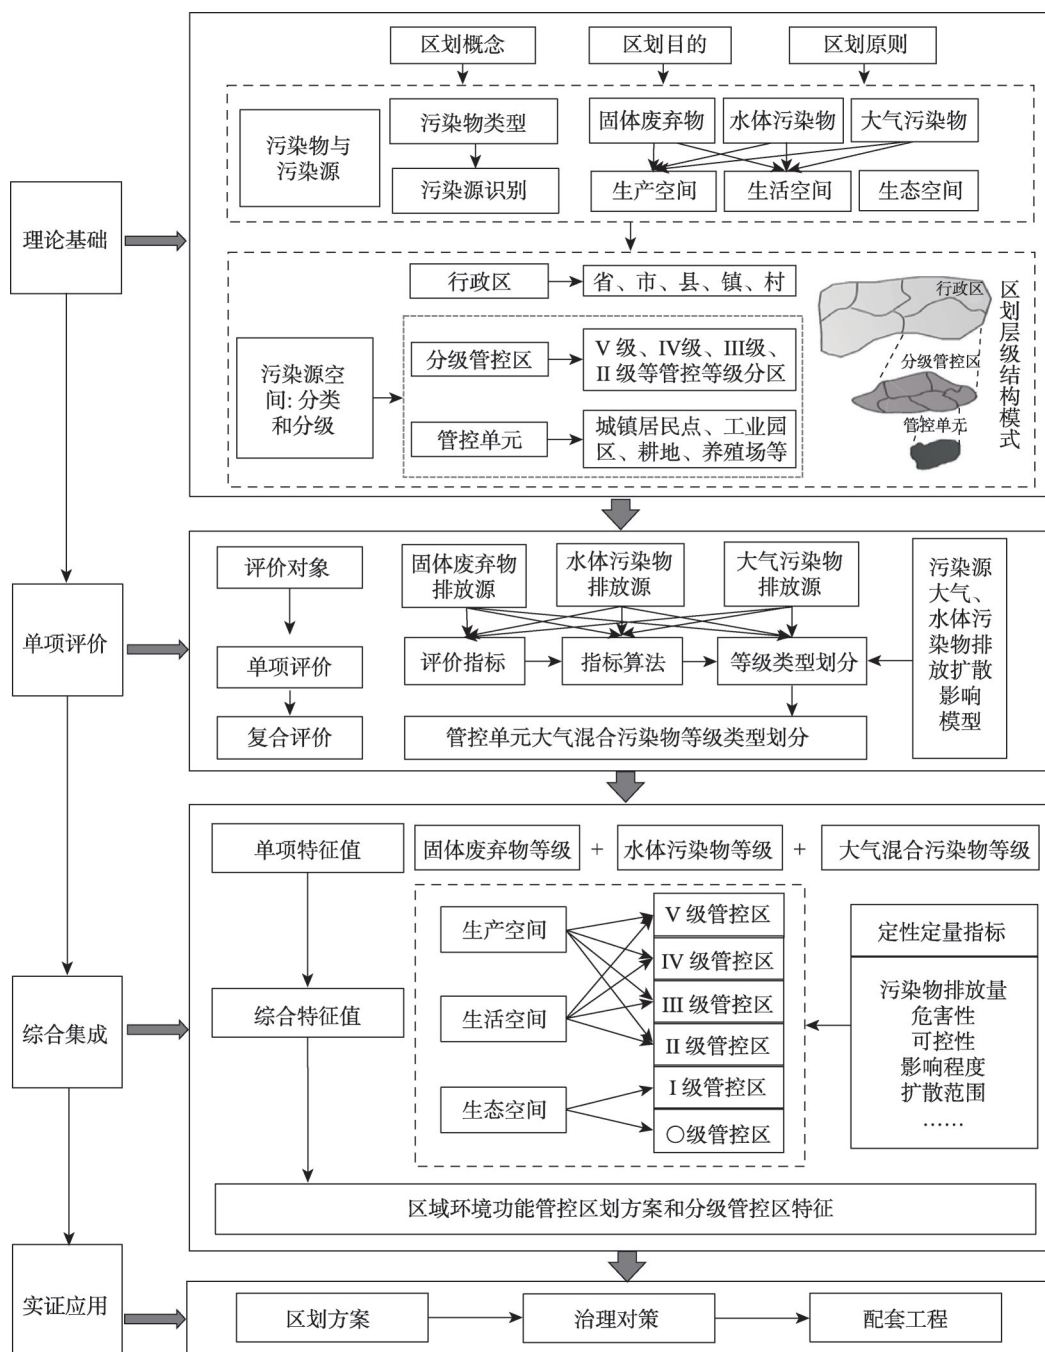 区划概念
区划目的
区划原则
污染物与
污染源
污染物类型
固体废弃物
水体污染物
大气污染物
污染源识别
生产空间
生活空间
生态空间
理论基础
行政区
省、市、县、镇、村
污染源空
间: 分类
和分级
分级管控区
V 级、IV级、III级、
II 级等管控等级分区
管控单元
城镇居民点、工业园
区、耕地、养殖场等
行政区
分级管控区
管控单元
区划层级结构模式
单项评价
评价对象
固体废弃物
排放源
水体污染物
排放源
大气污染物
排放源
污染源
大气、
水体污
染物排
放扩散
影响
模型
单项评价
评价指标
指标算法
等级类型划分
复合评价
管控单元大气混合污染物等级类型划分
综合集成
单项特征值
固体废弃物等级
+
水体污染物等级
+
大气混合污染物等级
生产空间
生活空间
生态空间
V 级管控区
IV 级管控区
III 级管控区
II 级管控区
I 级管控区
〇级管控区
定性定量指标
污染物排放量
危害性
可控性
影响程度
扩散范围
……
综合特征值
区域环境功能管控区划方案和分级管控区特征
实证应用
区划方案
治理对策
配套工程